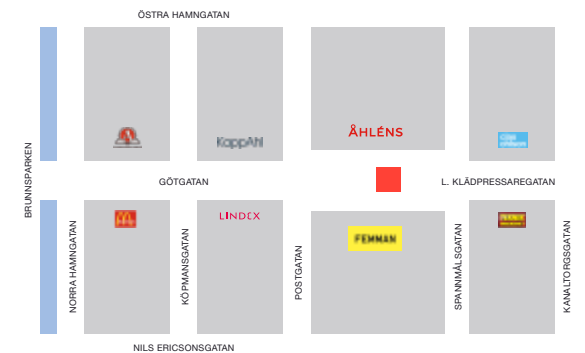 ÖSTRA HAMNGATAN
KappAhl
ÅHLÉNS
BRUNNSPARKEN
GÖTGATAN
L. KLÄDPRESSAREGATAN
LINDEX
FEMMAN
NORRA HAMNGATAN
KÖPMANSGATAN
POSTGATAN
SPANNMÅLSGATAN
KANALTORGSGATAN
NILS ERICSONSGATAN